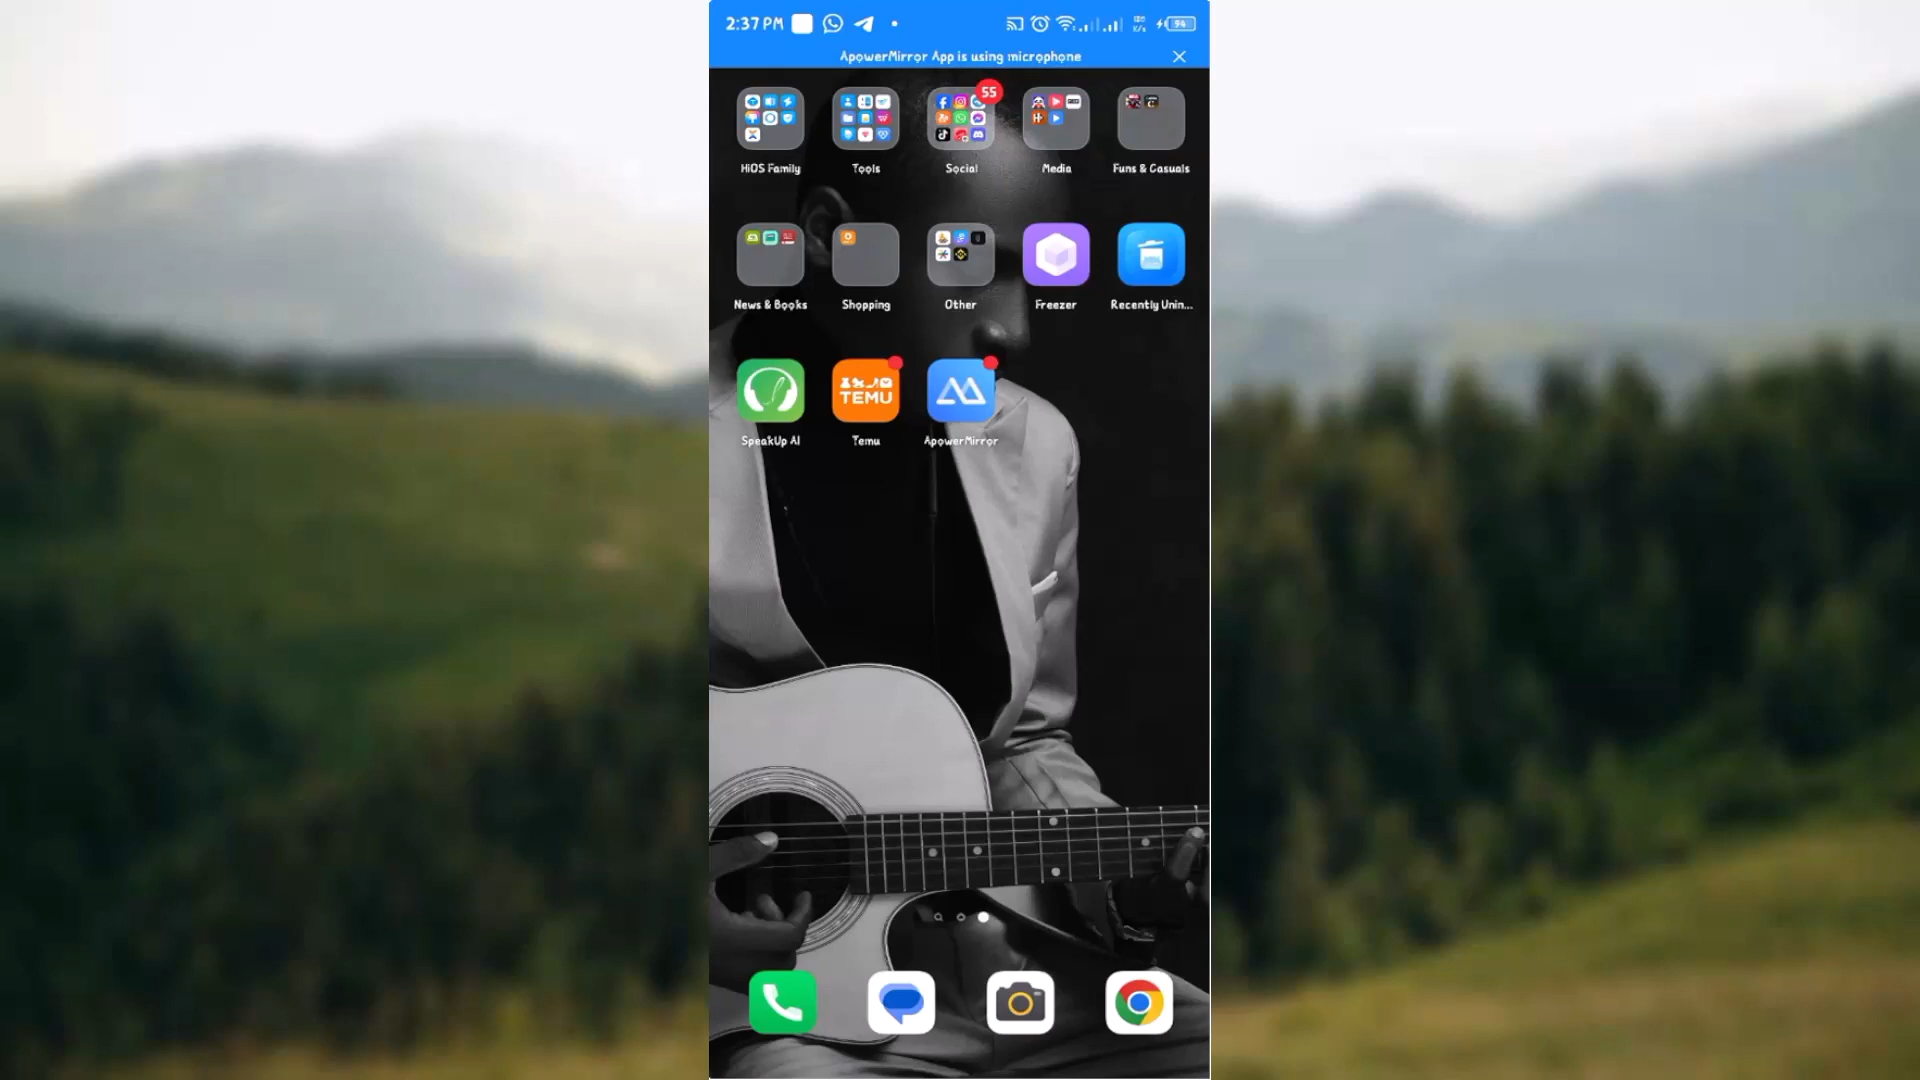 2:37 PM
94
ApowerMirror App is using microphone
55
HiOS Family
Tools
Social
Media
Funs & Casuals
News & Books
Shopping
Other
Freezer
Recently Unin...
TEMU
SpeakUp AI
Temu
ApowerMirror